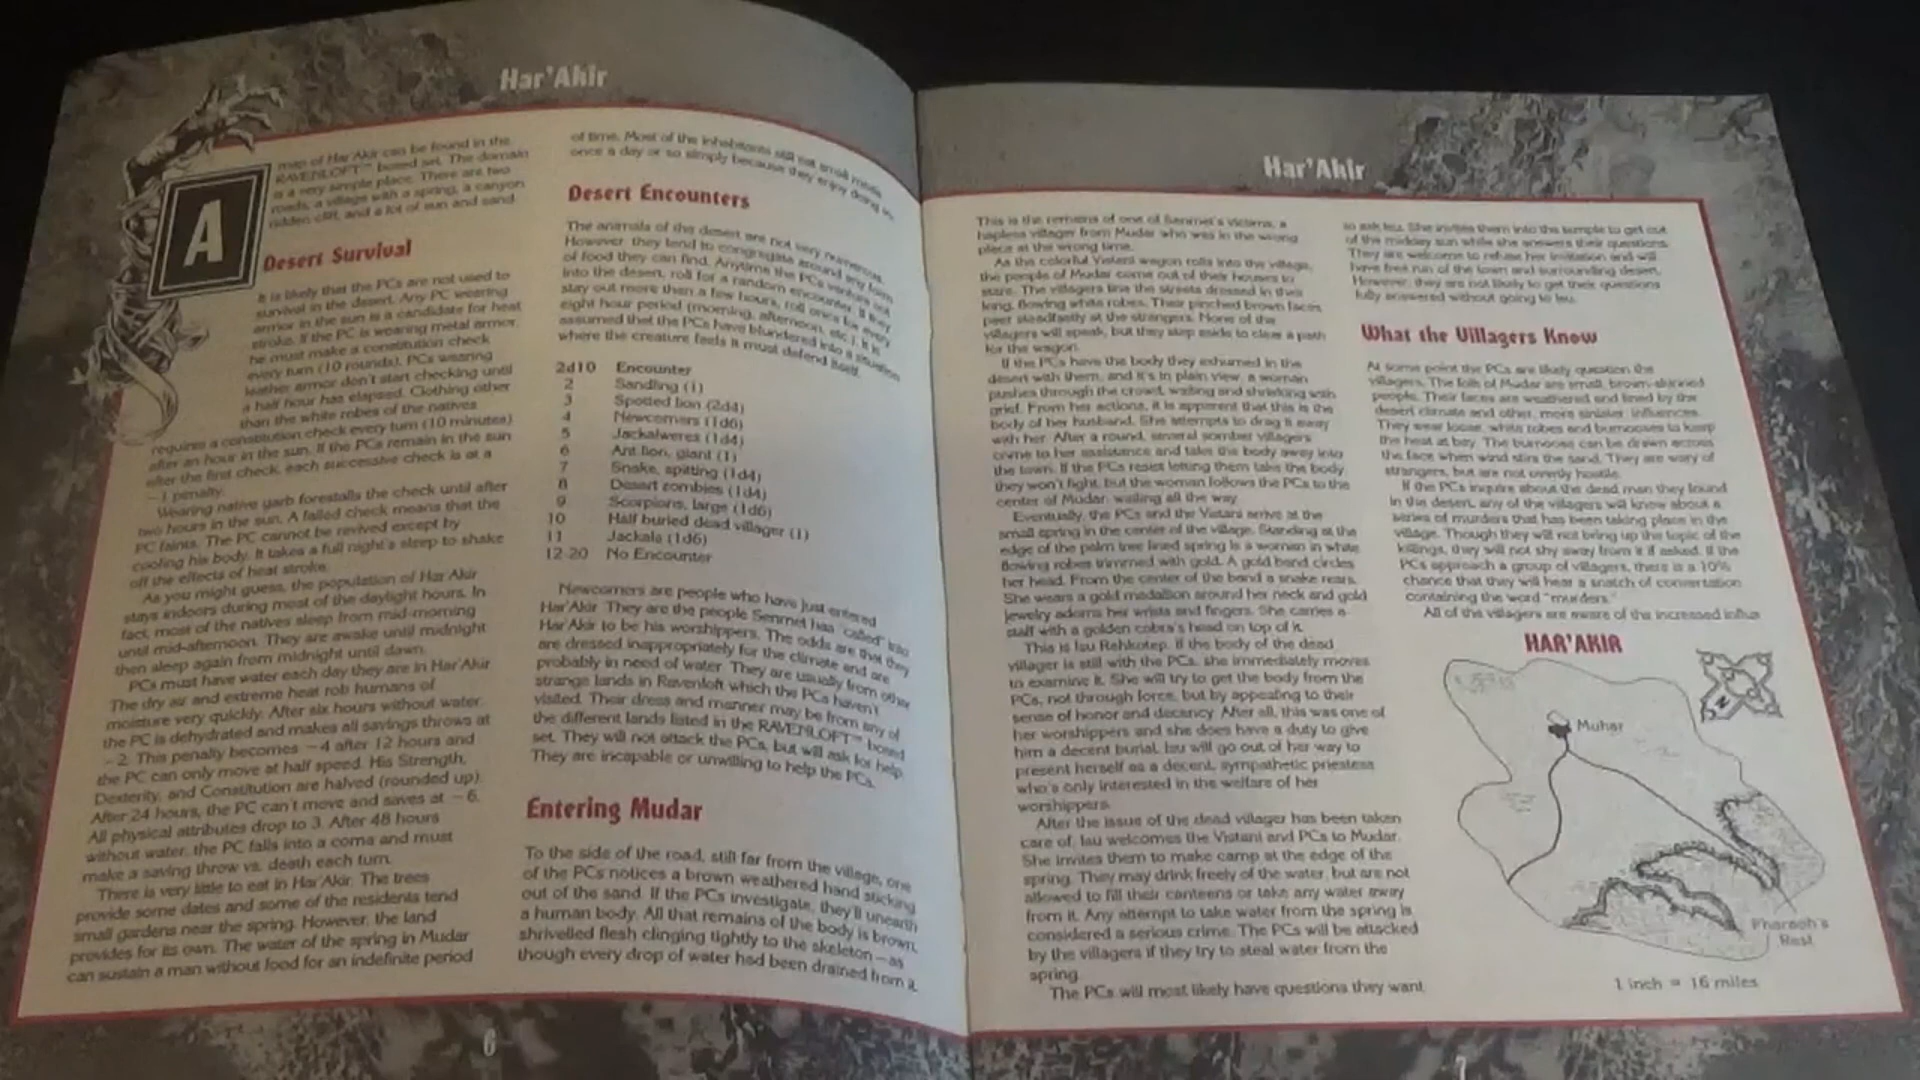 Har'Akir
A
map of Har'Akir can be found in the
RAVENLOFT™ boxed set. The domain
is a very simple place. There are two
roads, a village with a spring, a canyon
ridden cliff, and a lot of sun and sand.
Desert Survival
It is likely that the PCs are not used to
survival in the desert. Any PC wearing
armor in the sun is a candidate for heat
stroke. If the PC is wearing metal armor,
he must make a constitution check
every turn (10 rounds). PCs wearing
leather armor don't start checking until
a half hour has elapsed. Clothing other
than the white robes of the natives
requires a constitution check every turn (10 minutes)
after an hour in the sun. If the PCs remain in the sun
after the first check, each successive check is at a
-1 penalty.
Wearing native garb forestalls the check until after
two hours in the sun. A failed check means that the
PC faints. The PC cannot be revived except by
cooling his body. It takes a full night's sleep to shake
off the effects of heat stroke.
As you might guess, the population of Har'Akir
stays indoors during most of the daylight hours. In
fact, most of the natives sleep from mid-morning
until mid-afternoon. They are awake until midnight
then sleep again from midnight until dawn.
PCs must have water each day they are in Har'Akir.
The dry air and extreme heat rob humans of
moisture very quickly. After six hours without water,
the PC is dehydrated and makes all savings throws at
-2. This penalty becomes -4 after 12 hours and
the PC can only move at half speed. His Strength,
Dexterity, and Constitution are halved (rounded up).
After 24 hours, the PC can't move and saves at -6.
All physical attributes drop to 3. After 48 hours
without water, the PC falls into a coma and must
make a saving throw vs. death each turn.
There is very little to eat in Har'Akir. The trees
provide some dates and some of the residents tend
small gardens near the spring. However, the land
provides for its own. The water of the spring in Mudar
can sustain a man without food for an indefinite period
of time. Most of the inhabitants still eat small meals
once a day or so simply because they enjoy doing so.
Desert Encounters
The animals of the desert are not very numerous.
However, they tend to congregate around any form
of food they can find. Anytime the PCs venture out
into the desert, roll for a random encounter. If they
stay out more than a few hours, roll once for every
eight hour period (morning, afternoon, etc.). It is
assumed that the PCs have blundered into a situation
where the creature feels it must defend itself.
2d10 Encounter
2 Sandling (1)
3 Spotted lion (2d4)
4 Newcomers (1d6)
5 Jackalweres (1d4)
6 Ant lion, giant (1)
7 Snake, spitting (1d4)
8 Desert zombies (1d4)
9 Scorpions, large (1d6)
10 Half buried dead villager (1)
11 Jackals (1d6)
12-20 No Encounter
Newcomers are people who have just entered
Har'Akir. They are the people Senmet has "called" into
Har'Akir to be his worshippers. The odds are that they
are dressed inappropriately for the climate and are
probably in need of water. They are usually from other
strange lands in Ravenloft which the PCs haven't
visited. Their dress and manner may be from any of
the different lands listed in the RAVENLOFT™ boxed
set. They will not attack the PCs, but will ask for help.
They are incapable or unwilling to help the PCs.
Entering Mudar
To the side of the road, still far from the village, one
of the PCs notices a brown weathered hand sticking
out of the sand. If the PCs investigate, they'll unearth
a human body. All that remains of the body is brown,
shrivelled flesh clinging tightly to the skeleton—as
though every drop of water had been drained from it.
6
Har'Akir
This is the remains of one of Senmet's victims, a
hapless villager from Mudar who was in the wrong
place at the wrong time.
As the colorful Vistani wagon rolls into the village,
the people of Mudar come out of their houses to
stare. The villagers line the streets dressed in their
long, flowing white robes. Their pinched brown faces
peer steadfastly at the strangers. None of the
villagers will speak, but they step aside to clear a path
for the wagon.
If the PCs have the body they exhumed in the
desert with them, and it's in plain view, a woman
pushes through the crowd, wailing and shrieking with
grief. From her actions, it is apparent that this is the
body of her husband. She attempts to drag it away
with her. After a round, several somber villagers
come to her assistance and take the body away into
the town. If the PCs resist letting them take the body
they won't fight, but the woman follows the PCs to the
center of Mudar, wailing all the way.
Eventually, the PCs and the Vistani arrive at the
small spring in the center of the village. Standing at the
edge of the palm tree lined spring is a woman in white
flowing robes trimmed with gold. A gold band circles
her head. From the center of the band a snake rears.
She wears a gold medallion around her neck and gold
jewelry adorns her wrists and fingers. She carries a
staff with a golden cobra's head on top of it.
This is Isu Rehkotep. If the body of the dead
villager is still with the PCs, she immediately moves
to examine it. She will try to get the body from the
PCs, not through force, but by appealing to their
sense of honor and decency. After all, this was one of
her worshippers and she does have a duty to give
him a decent burial. Isu will go out of her way to
present herself as a decent, sympathetic priestess
who's only interested in the welfare of her
worshippers.
After the issue of the dead villager has been taken
care of, Isu welcomes the Vistani and PCs to Mudar.
She invites them to make camp at the edge of the
spring. They may drink freely of the water, but are not
allowed to fill their canteens or take any water away
from it. Any attempt to take water from the spring is
considered a serious crime. The PCs will be attacked
by the villagers if they try to steal water from the
spring.
The PCs will most likely have questions they want
to ask Isu. She invites them into the temple to get out
of the midday sun while she answers their questions.
They are welcome to refuse her invitation and will
have free run of the town and surrounding desert.
However, they are not likely to get their questions
fully answered without going to Isu.
What the Villagers Know
At some point the PCs are likely question the
villagers. The folk of Mudar are small, brown-skinned
people. Their faces are weathered and lined by the
desert climate and other, more sinister, influences.
They wear loose, white robes and burnooses to keep
the heat at bay. The burnoose can be drawn across
the face when wind stirs the sand. They are wary of
strangers, but are not overtly hostile.
If the PCs inquire about the dead man they found
in the desert, any of the villagers will know about a
series of murders that has been taking place in the
village. Though they will not bring up the topic of the
killings, they will not shy away from it if asked. If the
PCs approach a group of villagers, there is a 10%
chance that they will hear a snatch of conversation
containing the word "murders."
All of the villagers are aware of the increased influx
HAR'AKIR
N
Muhar
Pharaoh's
Rest
1 inch = 16 miles
7